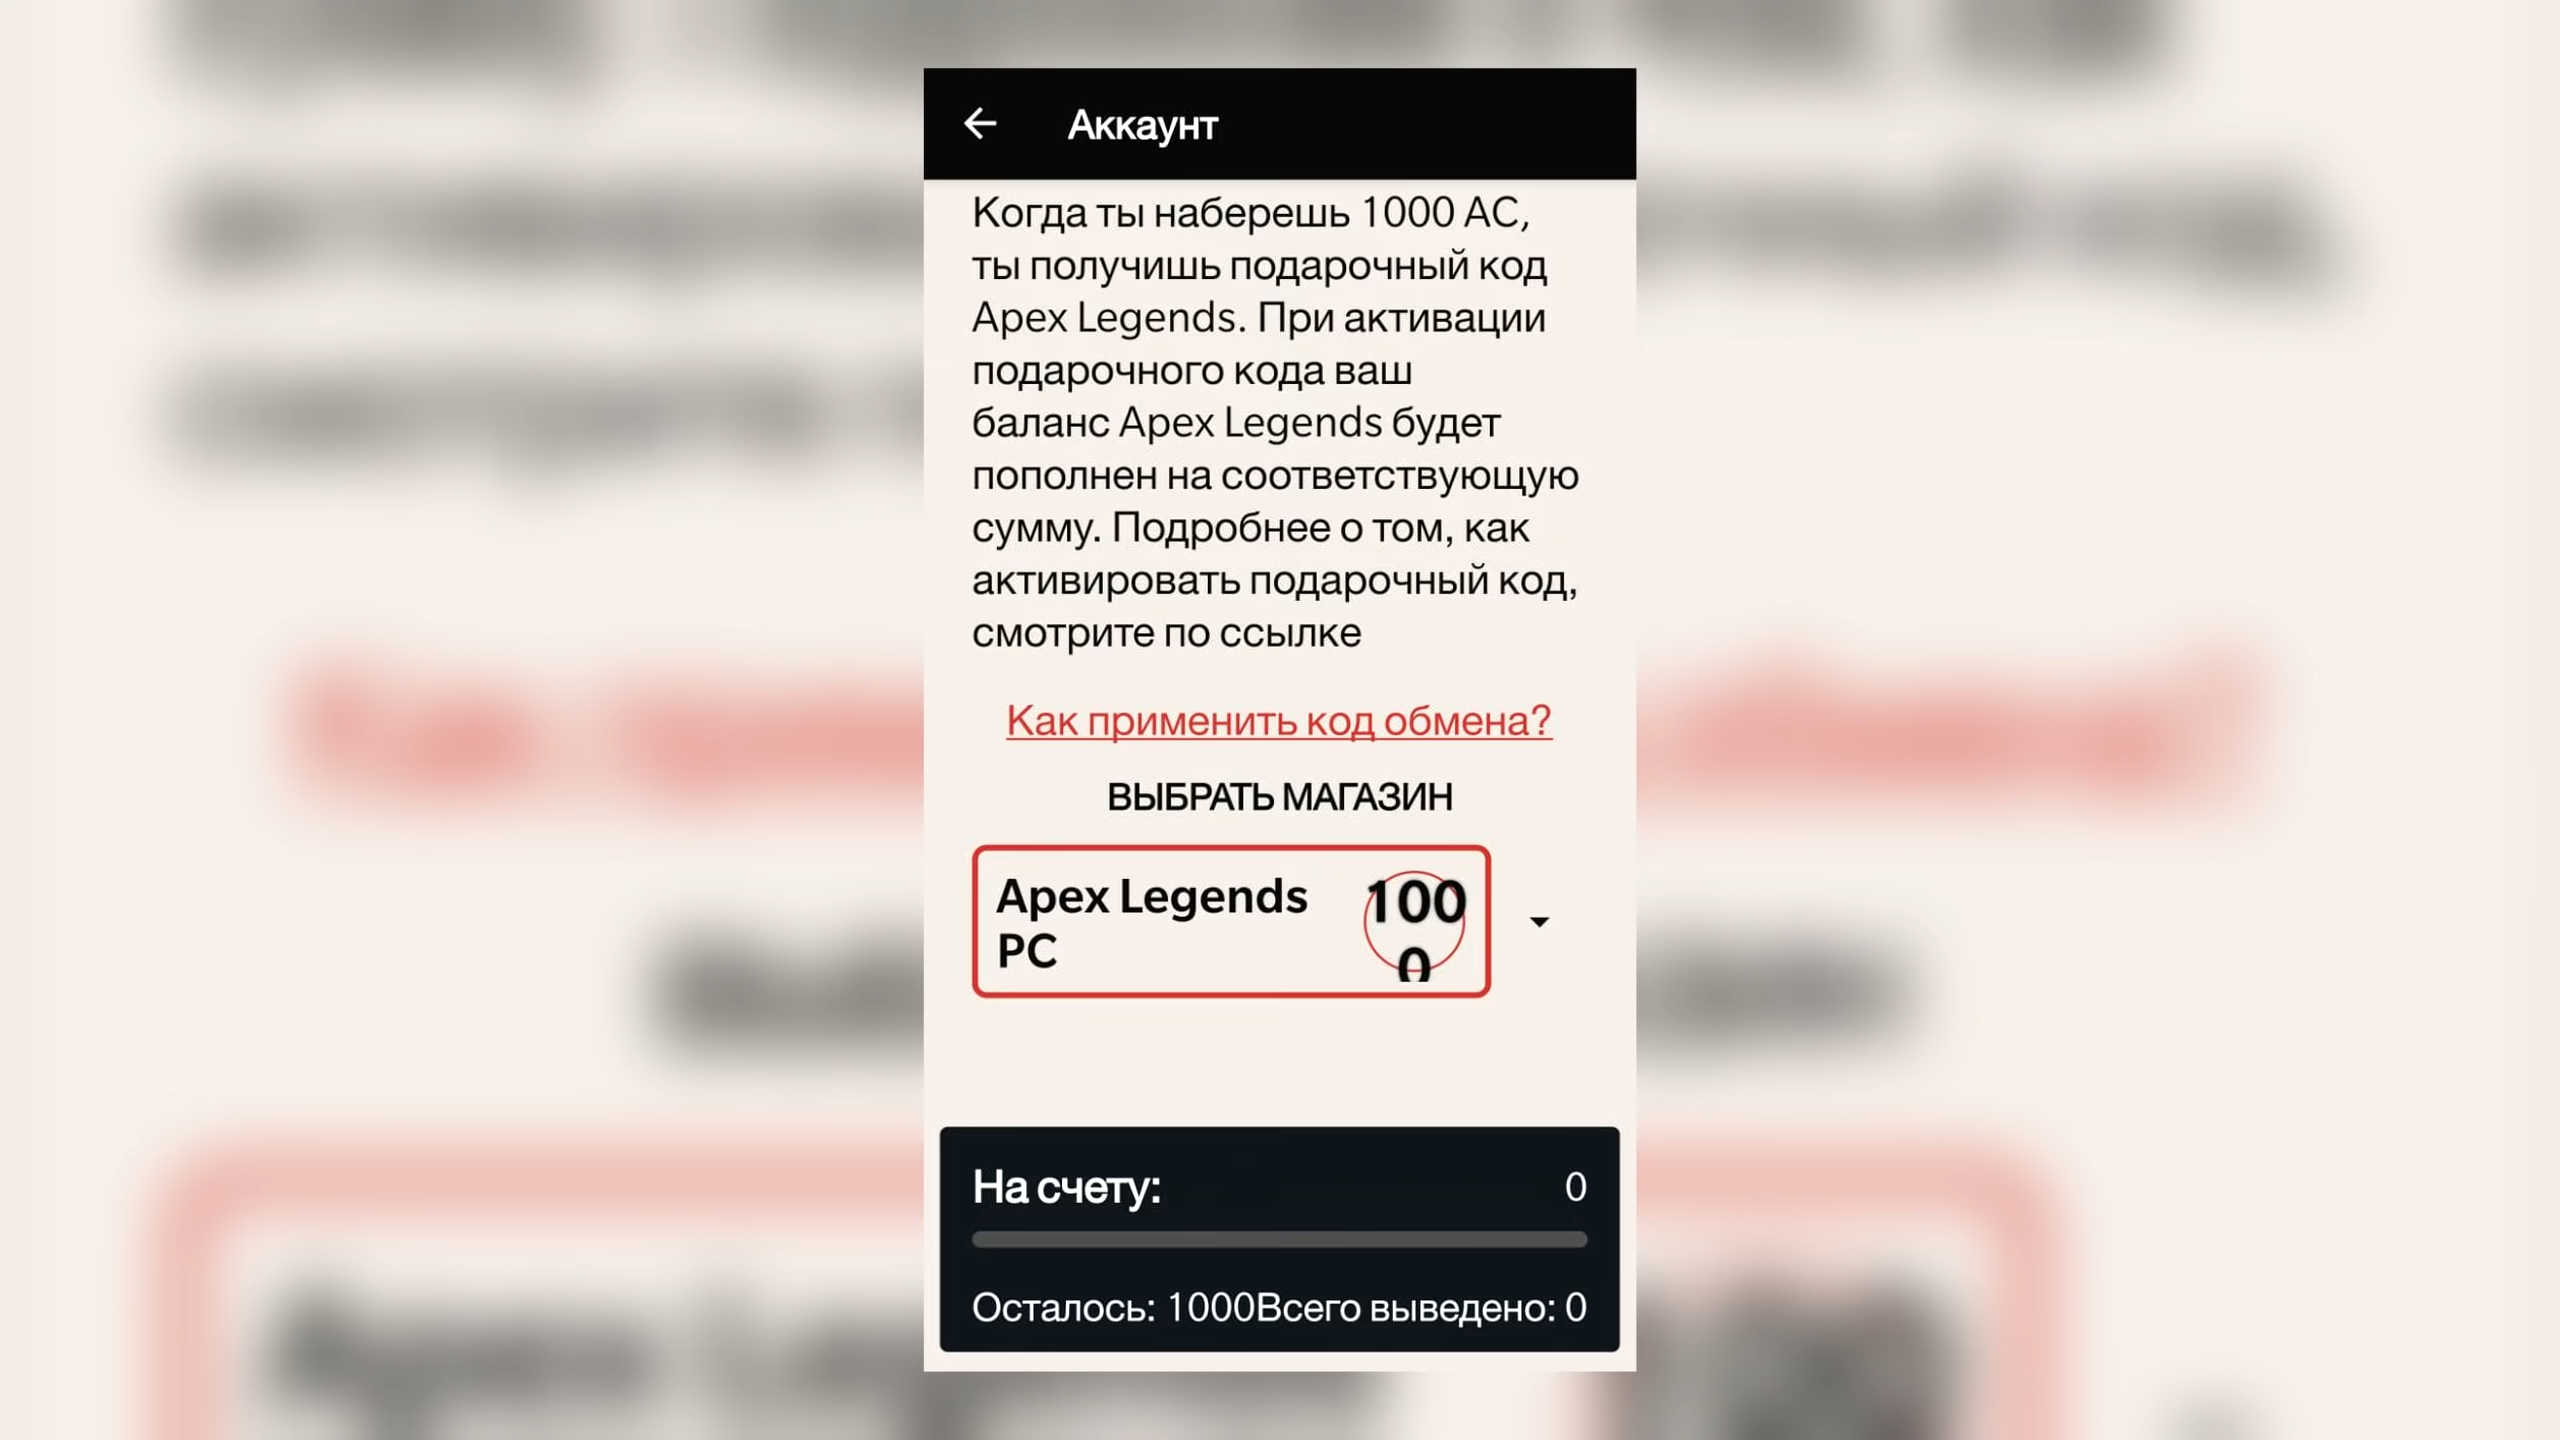 Аккаунт
Когда ты наберешь 1000 AC,
ты получишь подарочный код
Apex Legends. При активации
подарочного кода ваш
баланс Apex Legends будет
пополнен на соответствующую
сумму. Подробнее о том, как
активировать подарочный код,
смотрите по ссылке
Как применить код обмена?
ВЫБРАТЬ МАГАЗИН
Apex Legends
PC
100
0
На счету: 0
Осталось: 1000Всего выведено: 0